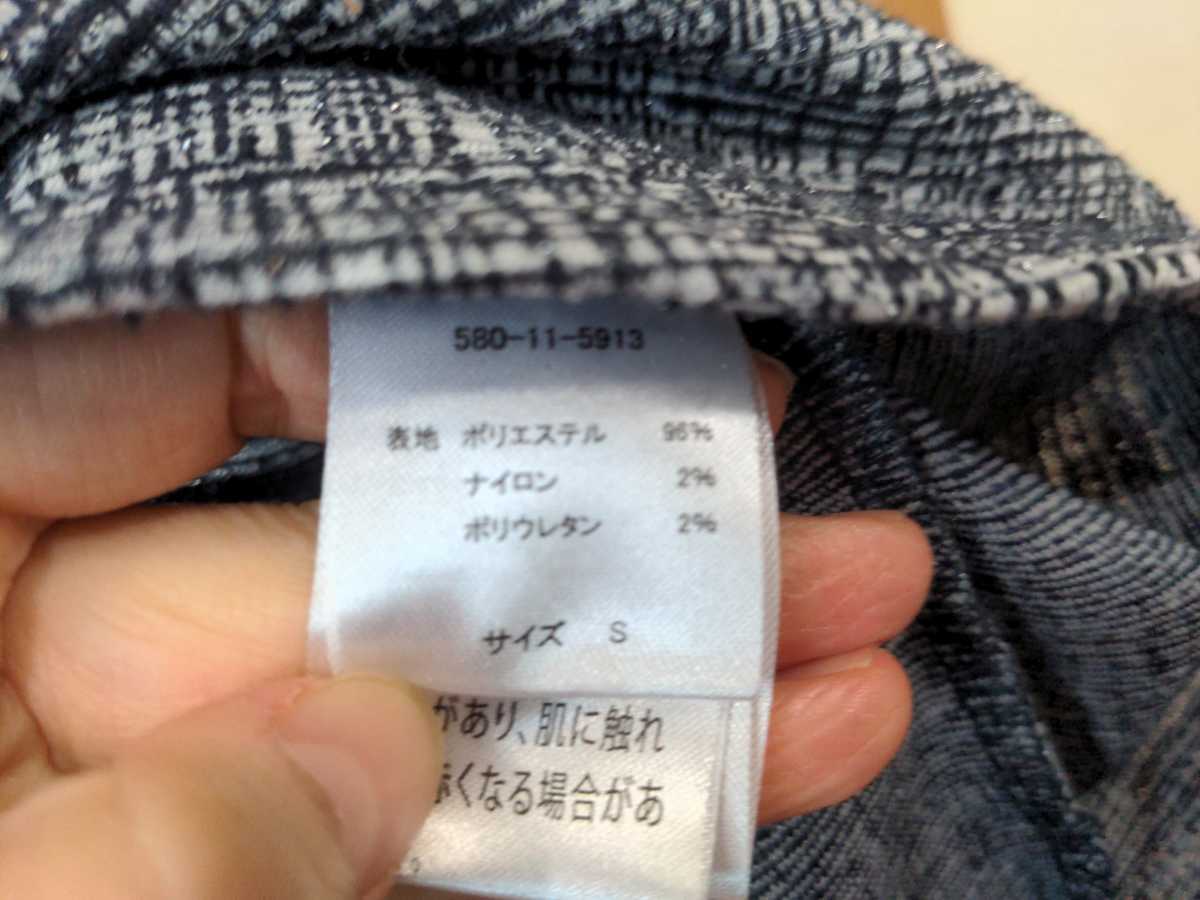 580-11-5913
表地 ポリエステル 96%
ナイロン 2%
ポリウレタン 2%
サイズ S
があり、肌に触れ
くなる場合があ